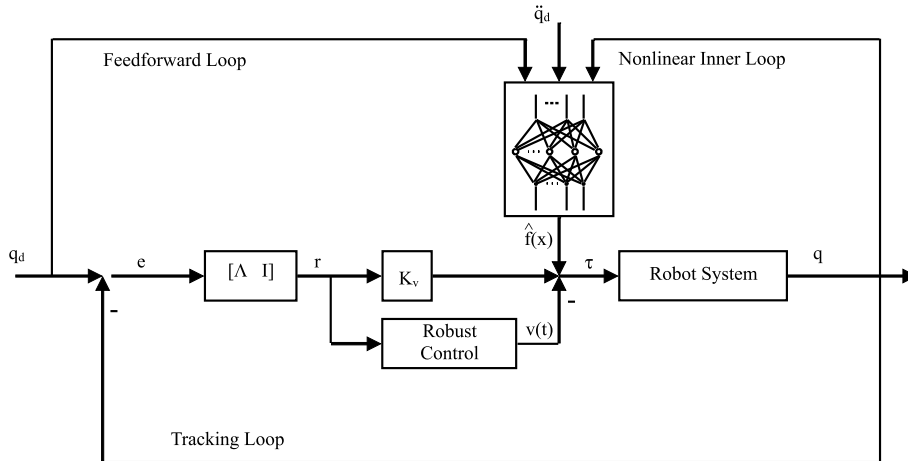 q̈d
Feedforward Loop
Nonlinear Inner Loop
f̂(x)
qd
e
[Λ I]
r
Kv
τ
Robot System
q
-
-
Robust
Control
v(t)
Tracking Loop